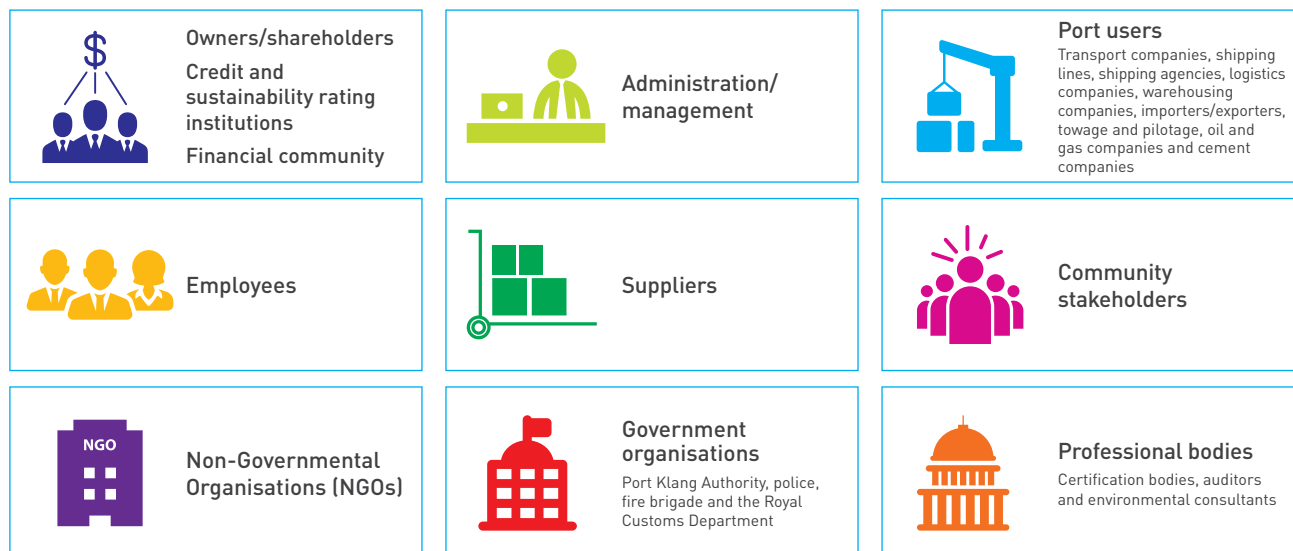 $
Owners/shareholders
Credit and
sustainability rating
institutions
Financial community
Administration/
management
Port users
Transport companies, shipping
lines, shipping agencies, logistics
companies, warehousing
companies, importers/exporters,
towage and pilotage, oil and
gas companies and cement
companies
Employees
Suppliers
Community
stakeholders
NGO
Non-Governmental
Organisations (NGOs)
Government
organisations
Port Klang Authority, police,
fire brigade and the Royal
Customs Department
Professional bodies
Certification bodies, auditors
and environmental consultants